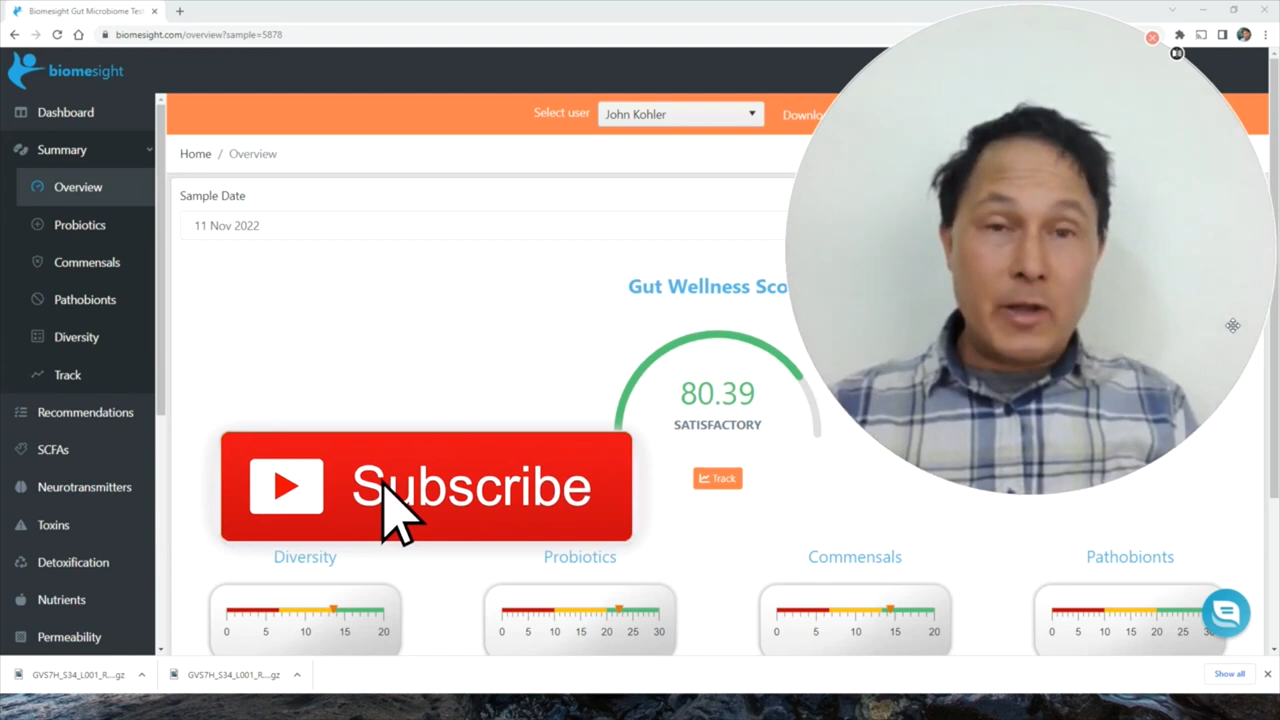 Biomesight Gut Microbiome Tes
biomesight.com/overview?sample=5878
biomesight
Select user
John Kohler
Downlo
Dashboard
Summary
Overview
Probiotics
Commensals
Pathobionts
Diversity
Track
Recommendations
SCFAs
Neurotransmitters
Toxins
Detoxification
Nutrients
Permeability
Home / Overview
Sample Date
11 Nov 2022
Gut Wellness Sco
80.39
SATISFACTORY
Track
Subscribe
Diversity
0 5 10 15 20
Probiotics
0 5 10 15 20 25 30
Commensals
0 5 10 15 20
Pathobionts
0 5 10 15 20 25
GVS7H_S34_L001_R....gz
GVS7H_S34_L001_R....gz
Show all